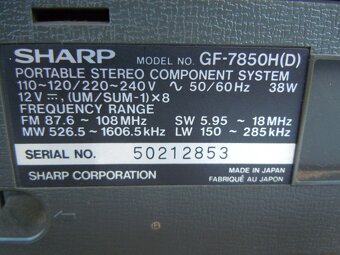 SHARP MODEL NO. GF-7850H(D)
PORTABLE STEREO COMPONENT SYSTEM
110~120/220~240V ∿ 50/60Hz 38W
12V ⎓ (UM/SUM-1)×8
FREQUENCY RANGE
FM 87.6 ~ 108MHz SW 5.95 ~ 18MHz
MW 526.5~1606.5kHz LW 150 ~ 285kHz
SERIAL NO. 50212853
SHARP CORPORATION MADE IN JAPAN
FABRIQUÉ AU JAPON